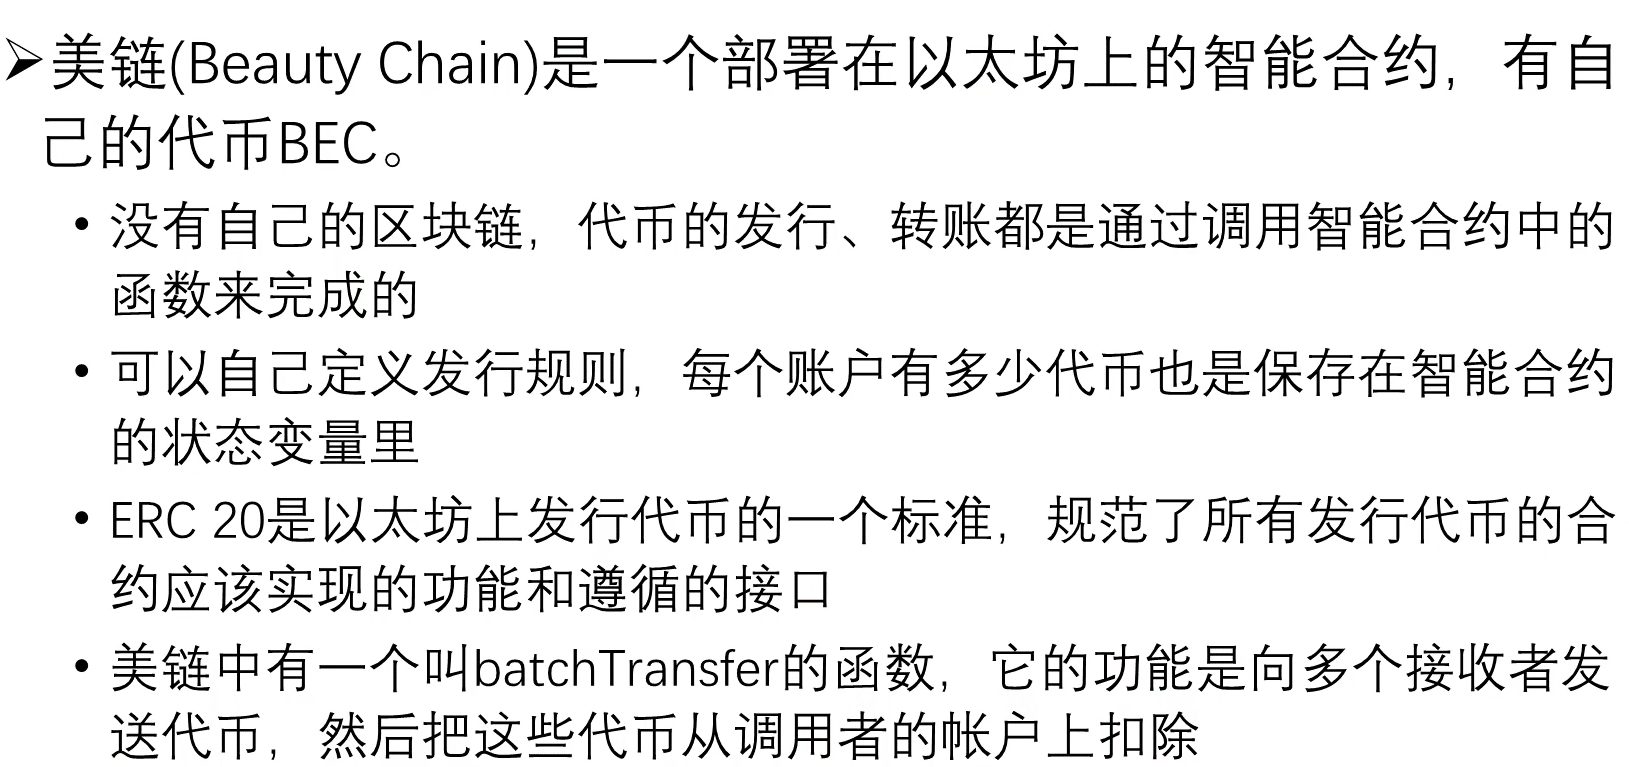 ➢美链(Beauty Chain)是一个部署在以太坊上的智能合约，有自
己的代币BEC。
• 没有自己的区块链，代币的发行、转账都是通过调用智能合约中的
函数来完成的
• 可以自己定义发行规则，每个账户有多少代币也是保存在智能合约
的状态变量里
• ERC 20是以太坊上发行代币的一个标准，规范了所有发行代币的合
约应该实现的功能和遵循的接口
• 美链中有一个叫batchTransfer的函数，它的功能是向多个接收者发
送代币，然后把这些代币从调用者的帐户上扣除